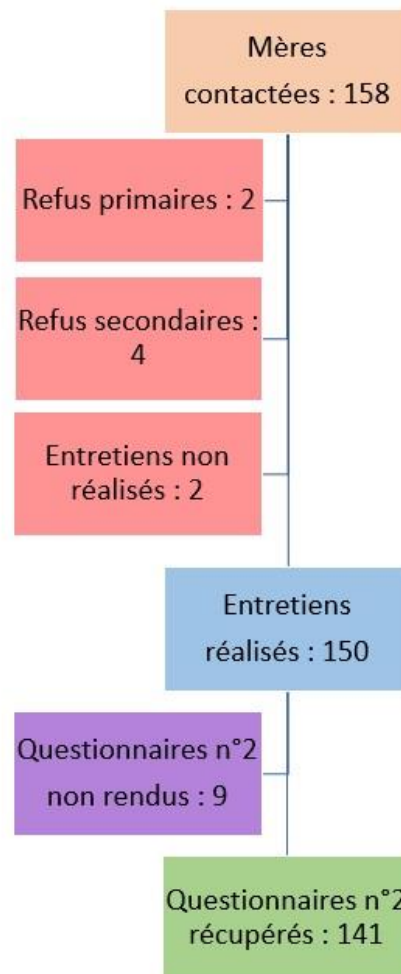 Mères
contactées : 158
Refus primaires : 2
Refus secondaires :
4
Entretiens non
réalisés : 2
Entretiens
réalisés : 150
Questionnaires n°2
non rendus : 9
Questionnaires n°2
récupérés : 141